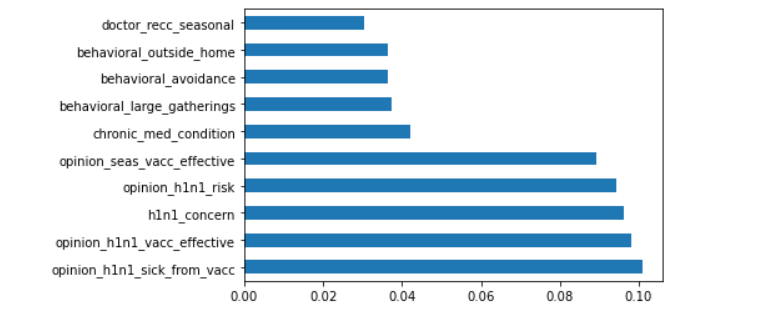 doctor_recc_seasonal
behavioral_outside_home
behavioral_avoidance
behavioral_large_gatherings
chronic_med_condition
opinion_seas_vacc_effective
opinion_h1n1_risk
h1n1_concern
opinion_h1n1_vacc_effective
opinion_h1n1_sick_from_vacc
0.00 0.02 0.04 0.06 0.08 0.10